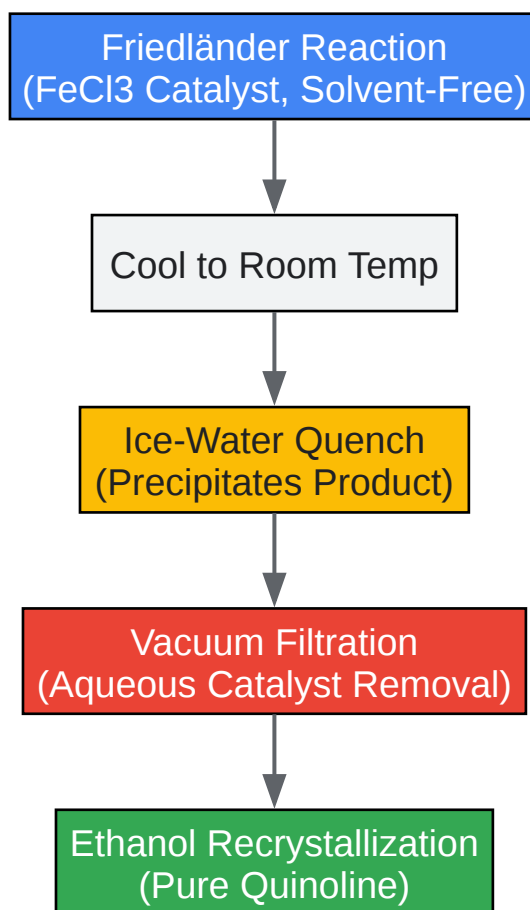 Friedländer Reaction
(FeCl3 Catalyst, Solvent-Free)
Cool to Room Temp
Ice-Water Quench
(Precipitates Product)
Vacuum Filtration
(Aqueous Catalyst Removal)
Ethanol Recrystallization
(Pure Quinoline)